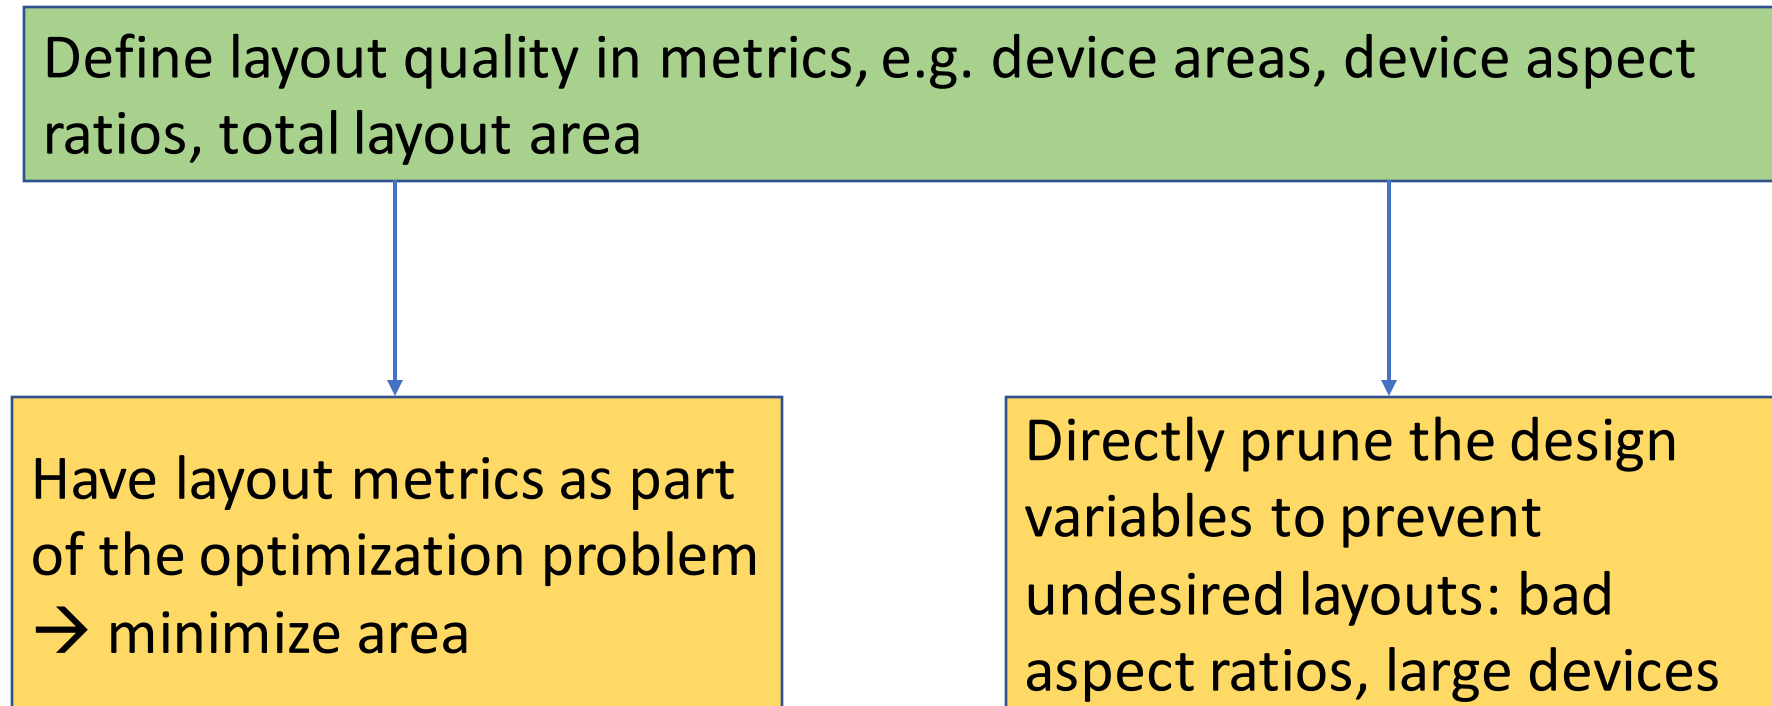 Define layout quality in metrics, e.g. device areas, device aspect
ratios, total layout area
Have layout metrics as part
of the optimization problem
→ minimize area
Directly prune the design
variables to prevent
undesired layouts: bad
aspect ratios, large devices